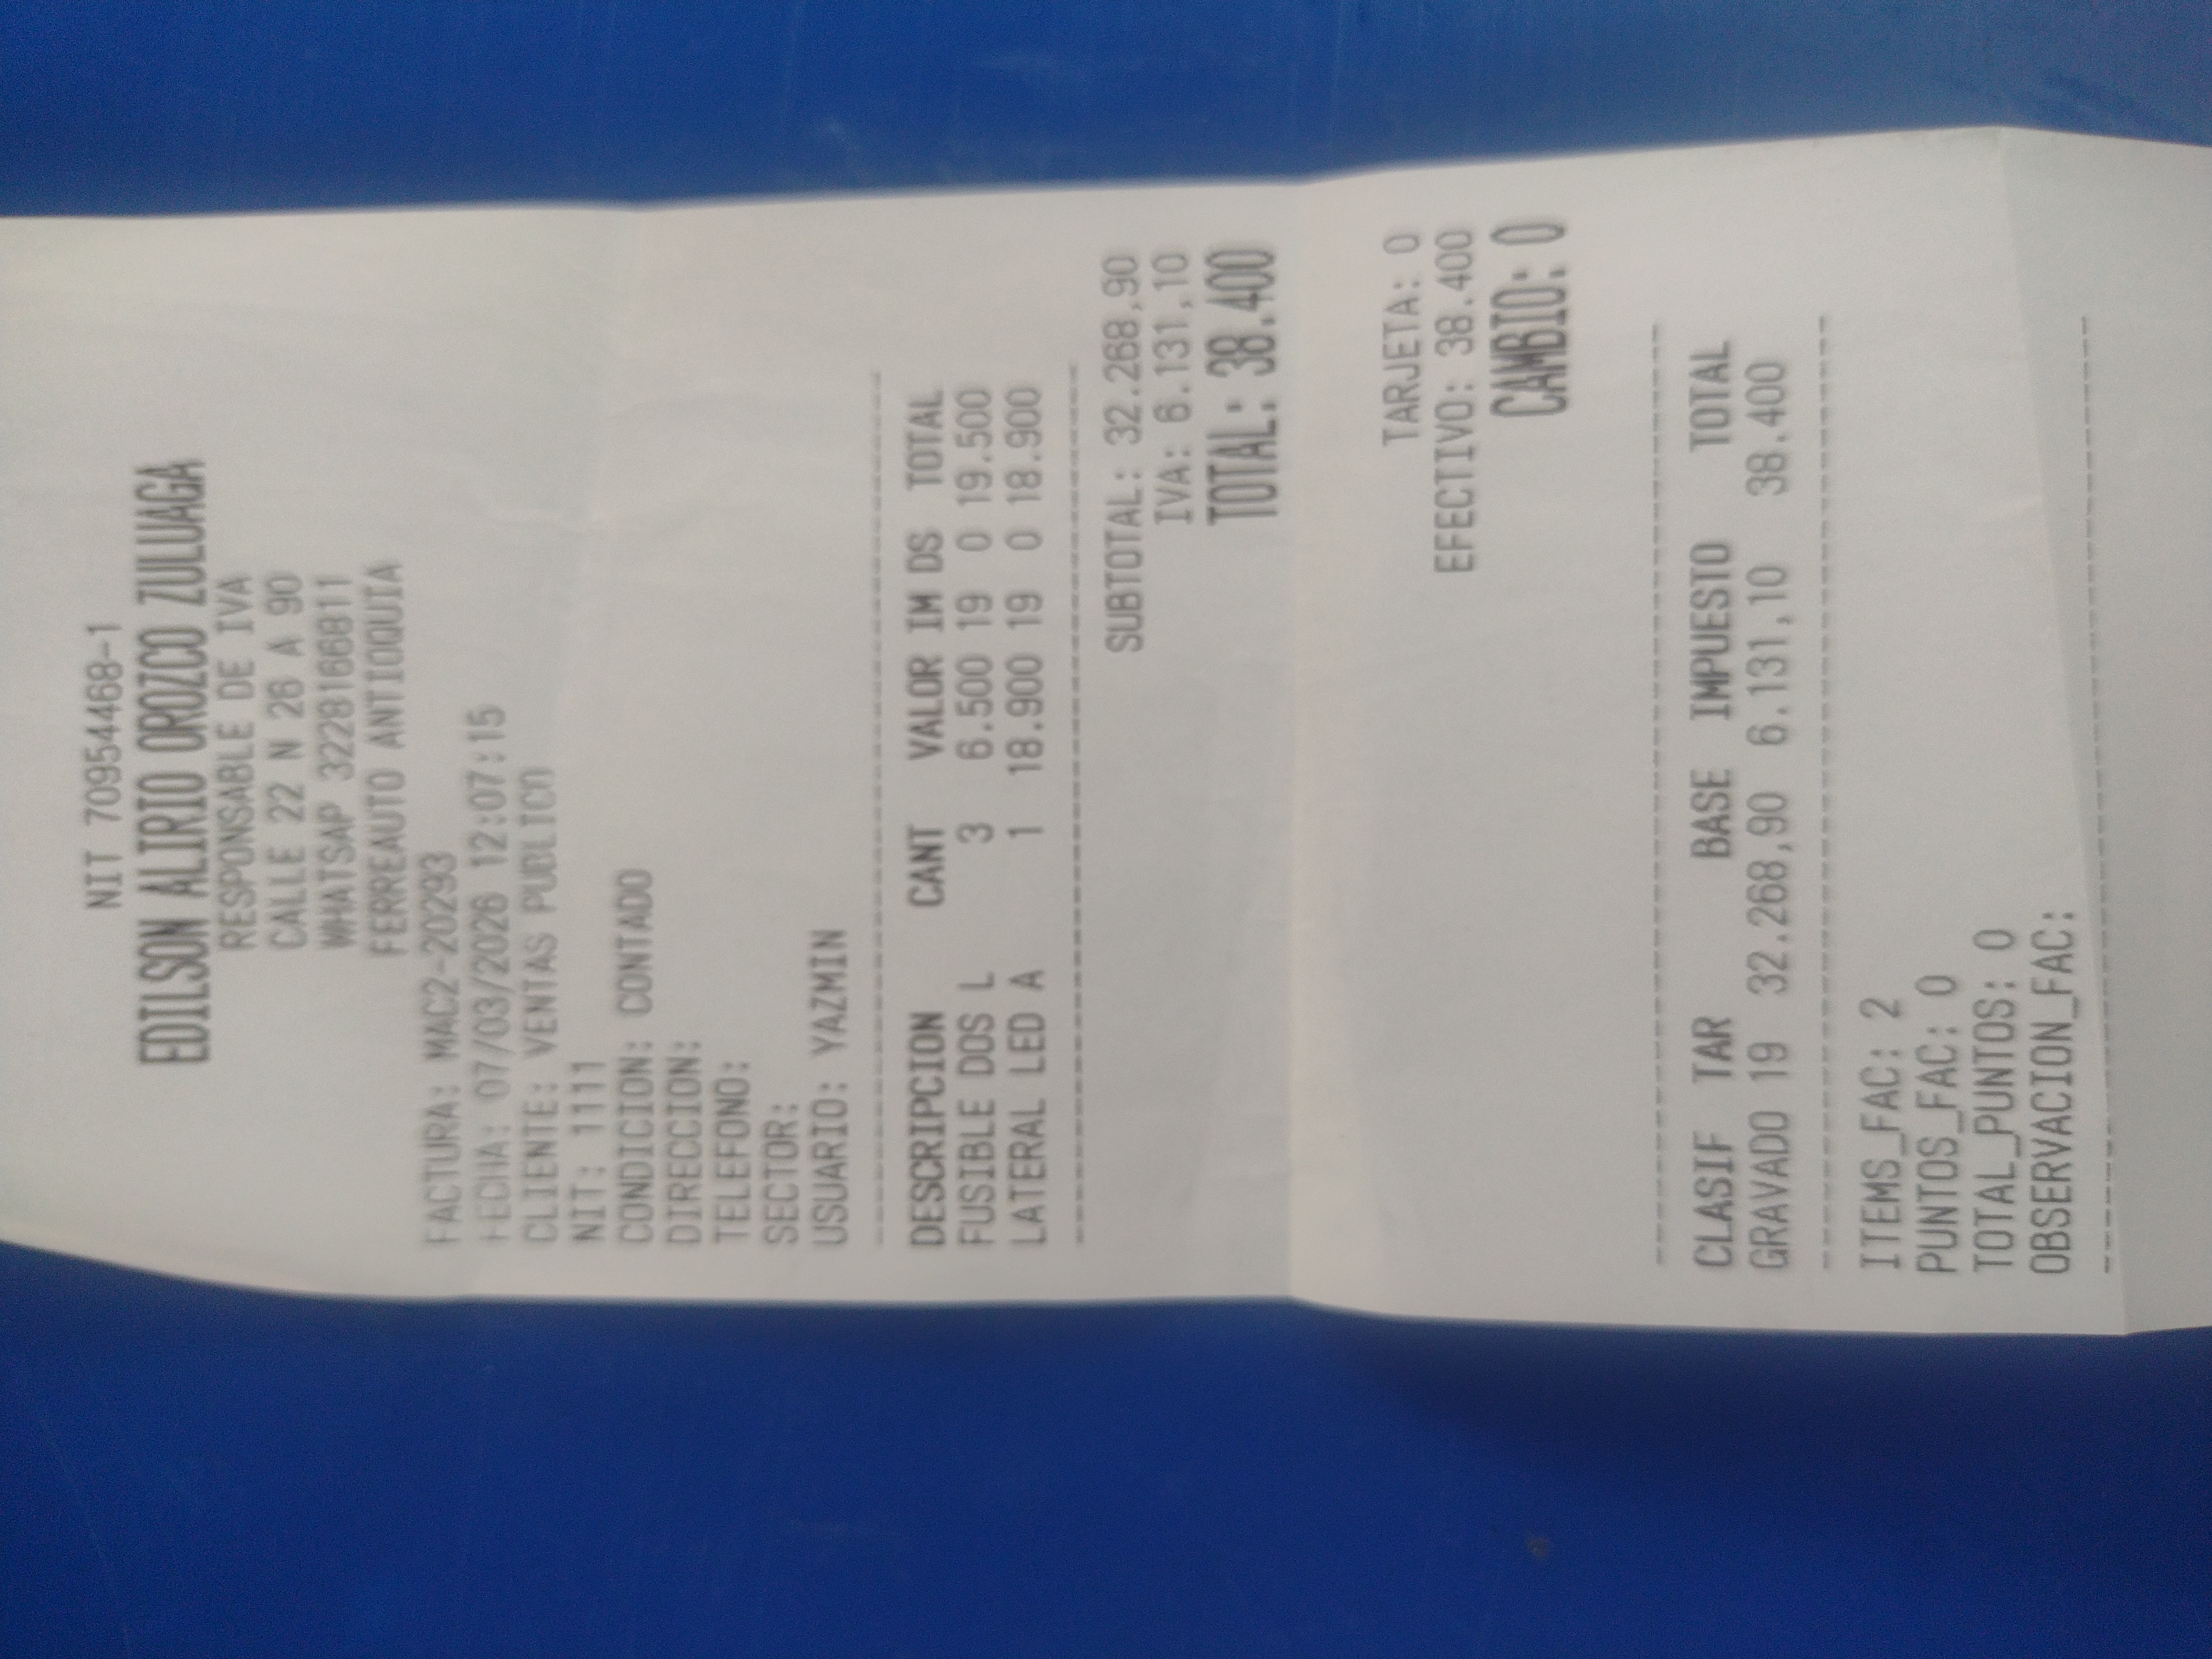 NIT 70954468-1
EDILSON ALIRIO OROZCO ZULUAGA
RESPONSABLE DE IVA
CALLE 22 N 26 A 90
WHATSAP 3228166811
FERREAUTO ANTIOQUIA
FACTURA: MAC2-20293
FECHA: 07/03/2026 12:07:15
CLIENTE: VENTAS PUBLICO
NIT: 1111
CONDICION: CONTADO
DIRECCION:
TELEFONO:
SECTOR:
USUARIO: YAZMIN
DESCRIPCION CANT VALOR IM DS TOTAL
FUSIBLE DOS L 3 6.500 19 0 19.500
LATERAL LED A 1 18.900 19 0 18.900
SUBTOTAL: 32.268,90
IVA: 6.131,10
TOTAL: 38.400
TARJETA: 0
EFECTIVO: 38.400
CAMBIO: 0
CLASIF TAR BASE IMPUESTO TOTAL
GRAVADO 19 32.268,90 6.131,10 38.400
ITEMS_FAC: 2
PUNTOS_FAC: 0
TOTAL_PUNTOS: 0
OBSERVACION_FAC: